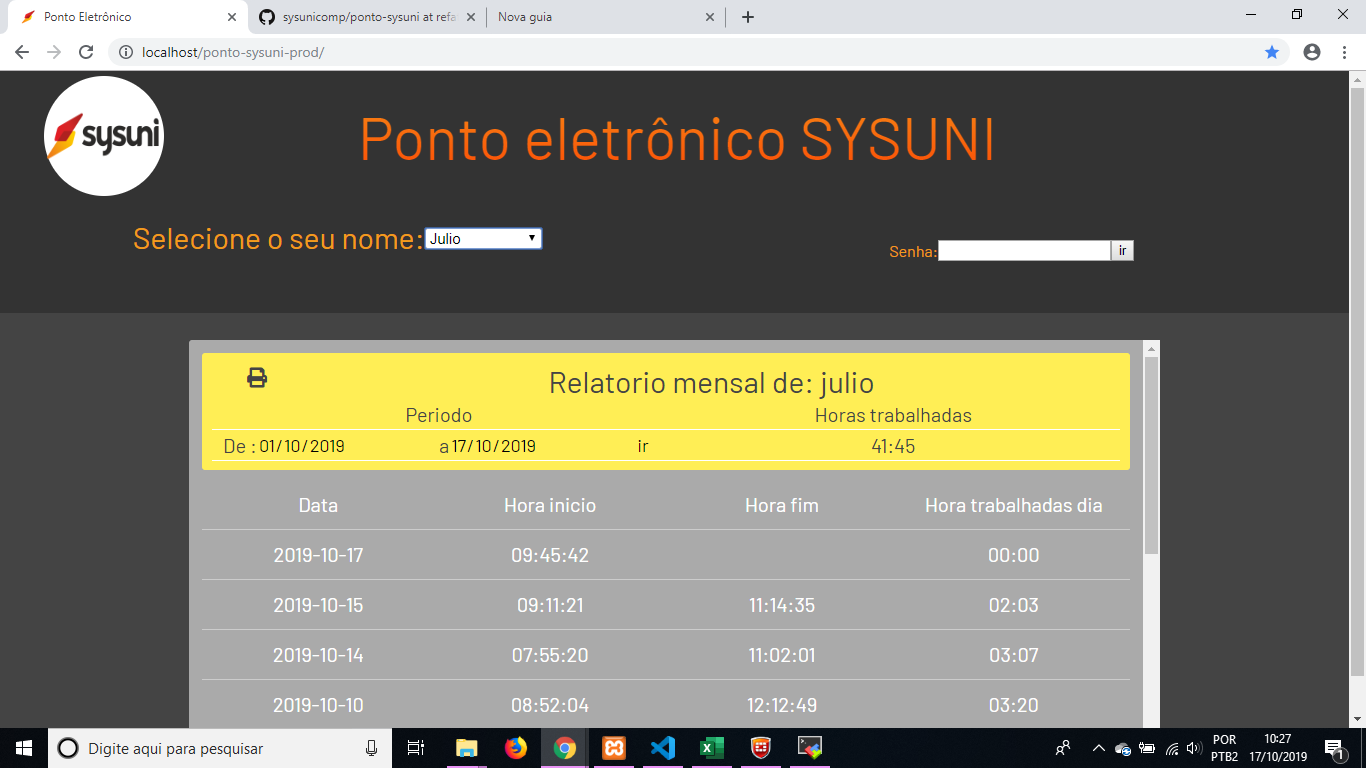 Ponto Eletrônico
sysunicomp/ponto-sysuni at refa
Nova guia
localhost/ponto-sysuni-prod/
sysuni
Ponto eletrônico SYSUNI
Selecione o seu nome: Julio
Senha: ir
Relatorio mensal de: julio
Periodo Horas trabalhadas
De : 01/10/2019 a 17/10/2019 ir 41:45
Data Hora inicio Hora fim Hora trabalhadas dia
2019-10-17 09:45:42 00:00
2019-10-15 09:11:21 11:14:35 02:03
2019-10-14 07:55:20 11:02:01 03:07
2019-10-10 08:52:04 12:12:49 03:20
Digite aqui para pesquisar
POR
PTB2
10:27
17/10/2019
1